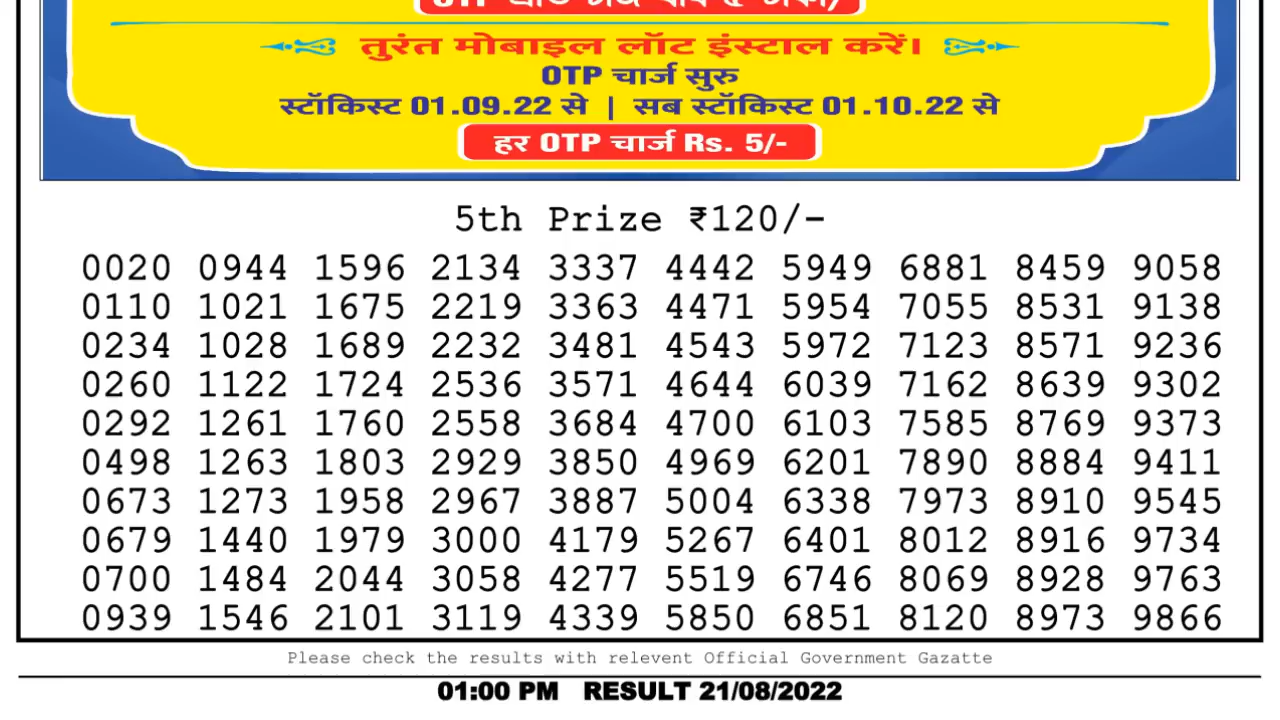 OTP
तुरंत मोबाइल लॉट इंस्टाल करें।
OTP चार्ज सुरु
स्टॉकिस्ट 01.09.22 से | सब स्टॉकिस्ट 01.10.22 से
हर OTP चार्ज Rs. 5/-
5th Prize ₹120/-
0020 0944 1596 2134 3337 4442 5949 6881 8459 9058
0110 1021 1675 2219 3363 4471 5954 7055 8531 9138
0234 1028 1689 2232 3481 4543 5972 7123 8571 9236
0260 1122 1724 2536 3571 4644 6039 7162 8639 9302
0292 1261 1760 2558 3684 4700 6103 7585 8769 9373
0498 1263 1803 2929 3850 4969 6201 7890 8884 9411
0673 1273 1958 2967 3887 5004 6338 7973 8910 9545
0679 1440 1979 3000 4179 5267 6401 8012 8916 9734
0700 1484 2044 3058 4277 5519 6746 8069 8928 9763
0939 1546 2101 3119 4339 5850 6851 8120 8973 9866
Please check the results with relevent Official Government Gazatte
01:00 PM RESULT 21/08/2022